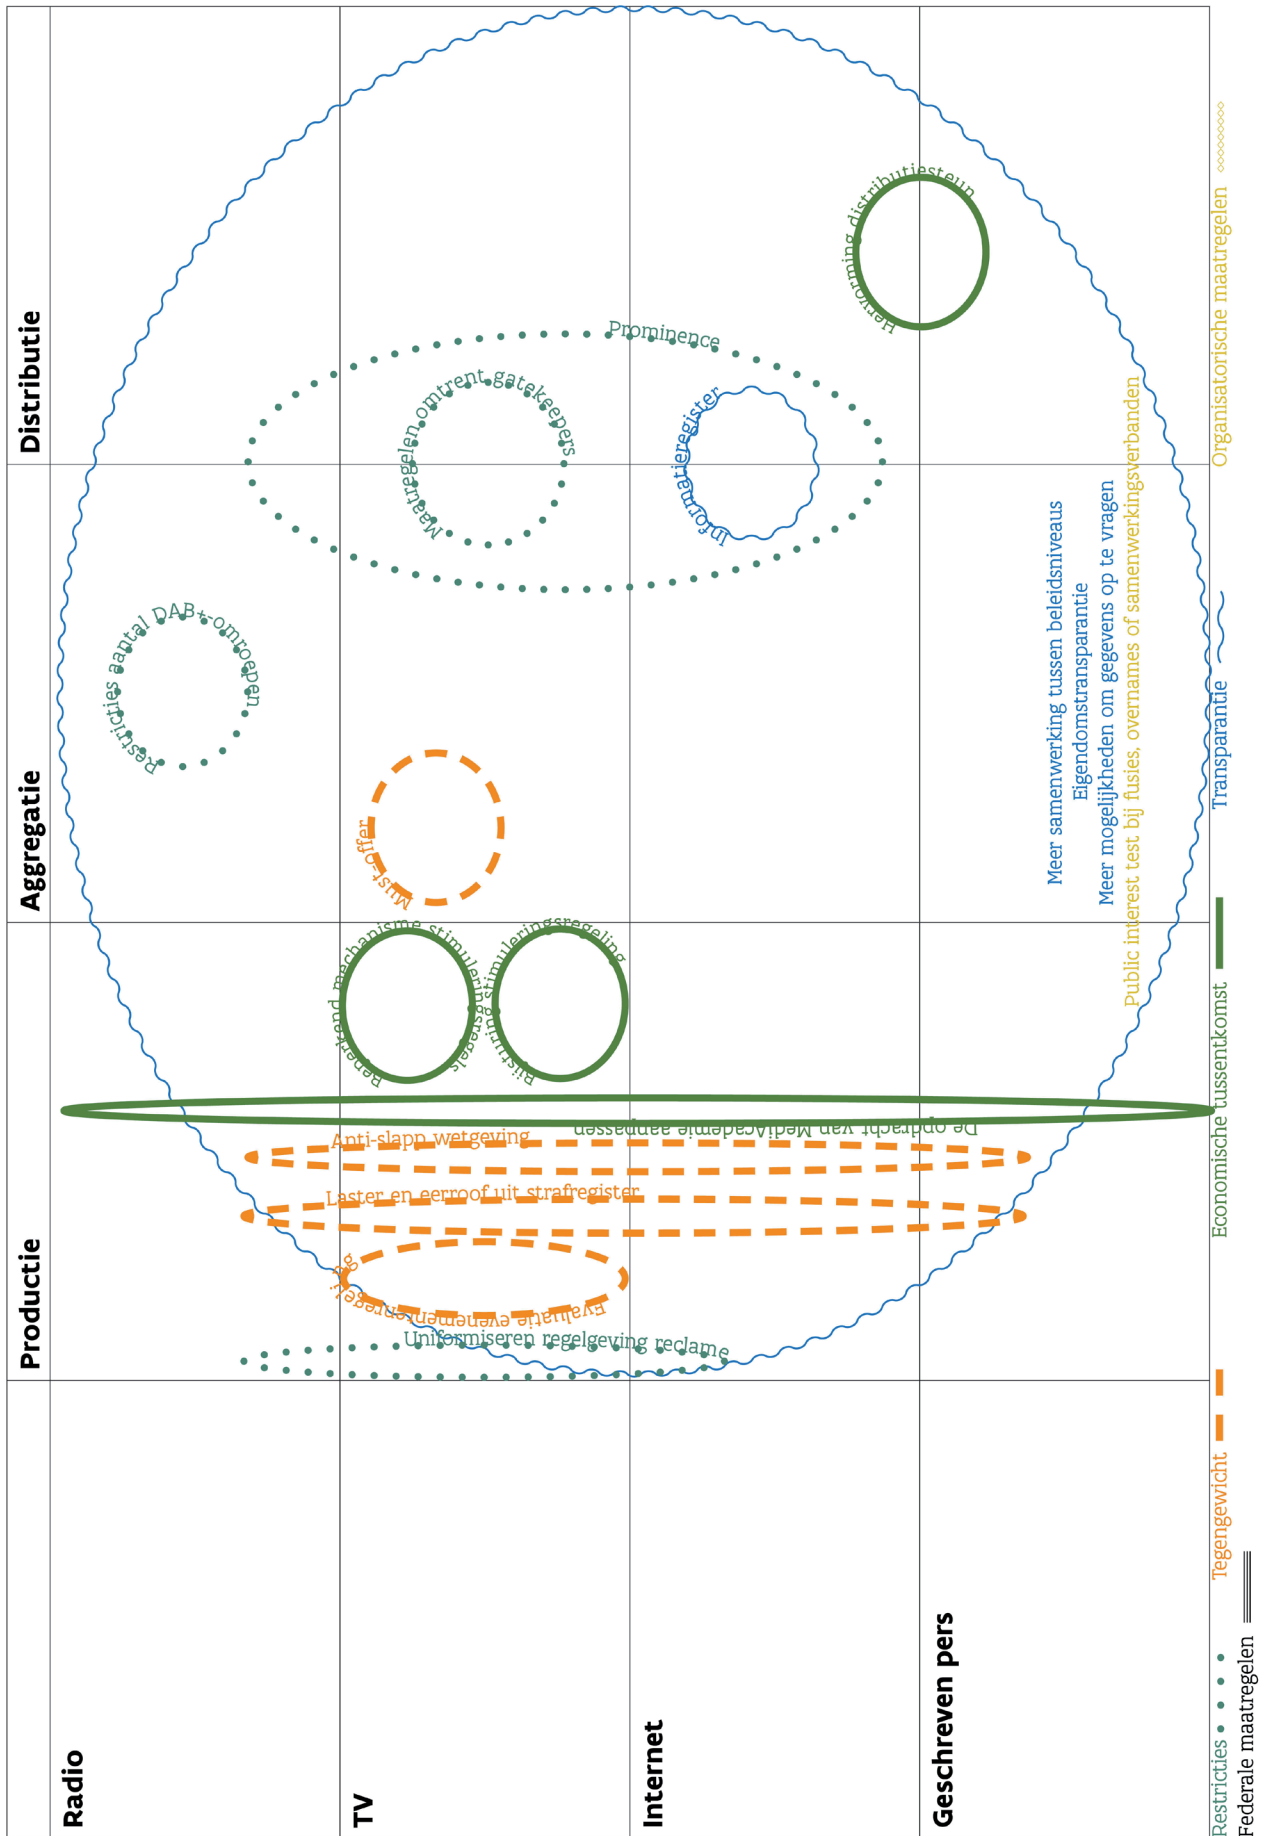 Productie
Aggregatie
Distributie
Radio
Restricties aantal DAB+-omroepen
TV
Uniformiseren regelgeving reclame
Evaluatie evenementenregeling
Laster en eerroof uit strafregister
Anti-slapp wetgeving
De opdracht van MediAcademie aanpassen
Beperkend mechanisme stimuleringsregels
Bijsturing stimuleringsregeling
Must-offer
Maatregelen omtrent gatekeepers
Prominence
Internet
Informatieregister
Geschreven pers
Hervorming distributiesteun
Meer samenwerking tussen beleidsniveaus
Eigendomstransparantie
Meer mogelijkheden om gegevens op te vragen
Public interest test bij fusies, overnames of samenwerkingsverbanden
Restricties
Tegengewicht
Economische tussentkomst
Transparantie
Organisatorische maatregelen
Federale maatregelen